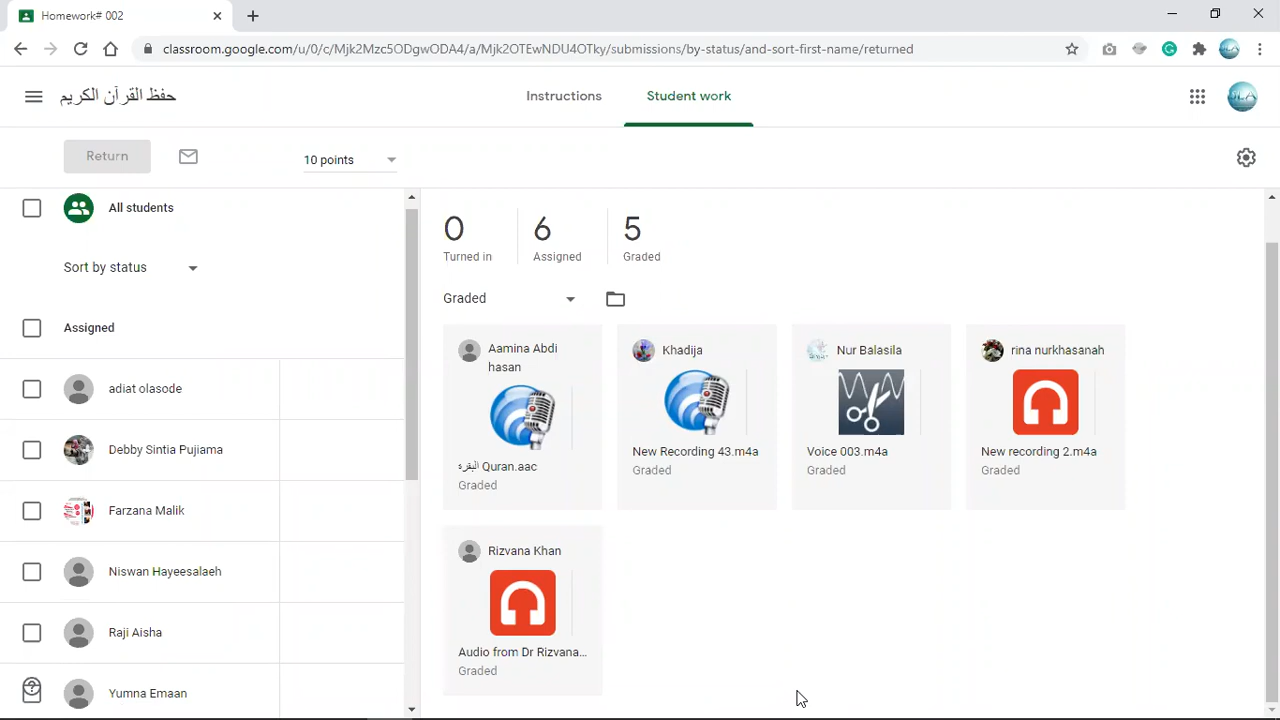 Homework# 002
classroom.google.com/u/0/c/Mjk2Mzc5ODgwODA4/a/Mjk2OTEwNDU4OTky/submissions/by-status/and-sort-first-name/returned
حفظ القرآن الكريم
Instructions
Student work
Return
10 points
All students
Sort by status
Assigned
adiat olasode
Debby Sintia Pujiama
Farzana Malik
Niswan Hayeesalaeh
Raji Aisha
Yumna Emaan
0
Turned in
6
Assigned
5
Graded
Graded
Aamina Abdi
hasan
البقرة Quran.aac
Graded
Khadija
New Recording 43.m4a
Graded
Nur Balasila
Voice 003.m4a
Graded
rina nurkhasanah
New recording 2.m4a
Graded
Rizvana Khan
Audio from Dr Rizvana...
Graded